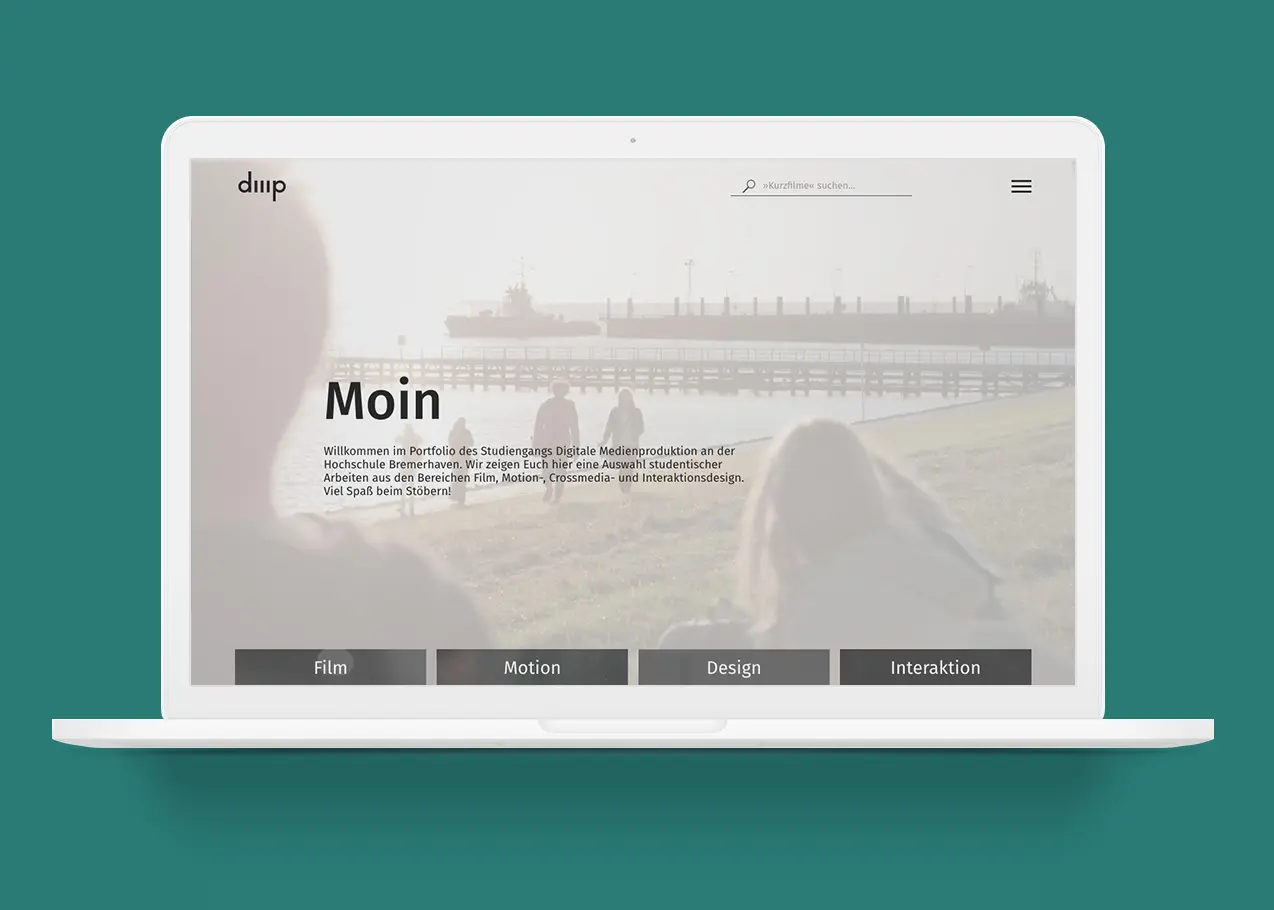 dmp
»Kurzfilme« suchen...
Moin
Willkommen im Portfolio des Studiengangs Digitale Medienproduktion an der
Hochschule Bremerhaven. Wir zeigen Euch hier eine Auswahl studentischer
Arbeiten aus den Bereichen Film, Motion-, Crossmedia- und Interaktionsdesign.
Viel Spaß beim Stöbern!
Film
Motion
Design
Interaktion